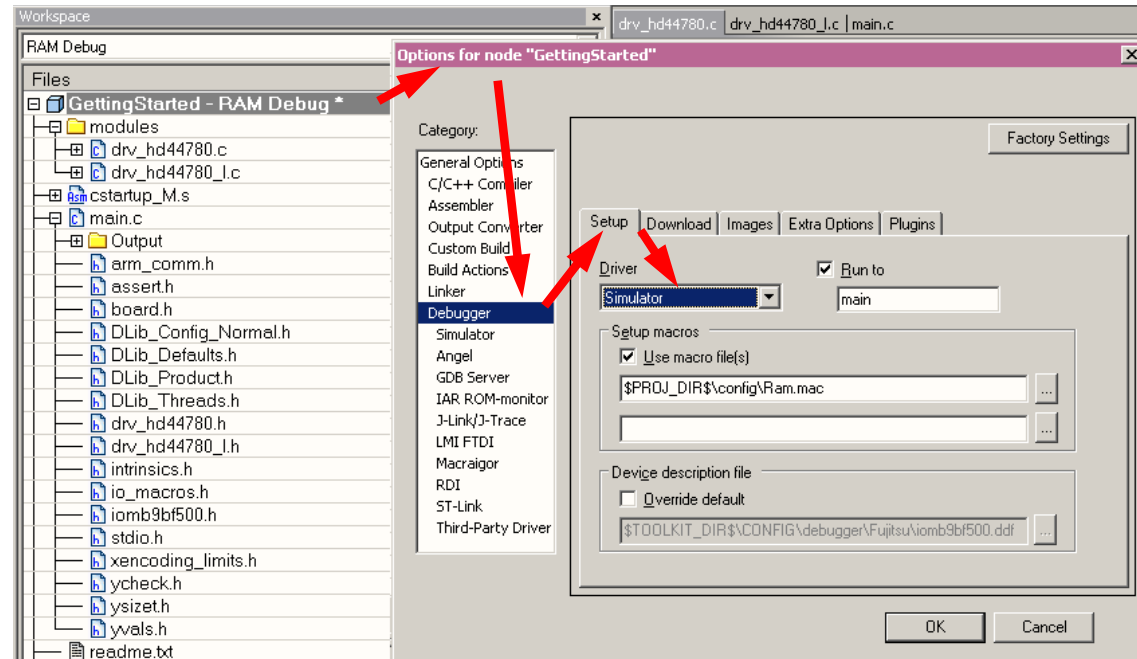 Workspace
drv_hd44780.c drv_hd44780_l.c main.c
RAM Debug
Files
GettingStarted - RAM Debug *
modules
drv_hd44780.c
drv_hd44780_l.c
cstartup_M.s
main.c
Output
arm_comm.h
assert.h
board.h
DLib_Config_Normal.h
DLib_Defaults.h
DLib_Product.h
DLib_Threads.h
drv_hd44780.h
drv_hd44780_l.h
intrinsics.h
io_macros.h
iomb9bf500.h
stdio.h
xencoding_limits.h
ycheck.h
ysizet.h
yvals.h
readme.txt
Options for node "GettingStarted"
Category:
General Options
C/C++ Compiler
Assembler
Output Converter
Custom Build
Build Actions
Linker
Debugger
Simulator
Angel
GDB Server
IAR ROM-monitor
J-Link/J-Trace
LMI FTDI
Macraigor
RDI
ST-Link
Third-Party Driver
Factory Settings
Setup Download Images Extra Options Plugins
Driver
Run to
Simulator
main
Setup macros
Use macro file(s)
$PROJ_DIR$\config\Ram.mac
...
...
Device description file
Override default
$TOOLKIT_DIR$\CONFIG\debugger\Fujitsu\iomb9bf500.ddf
...
OK
Cancel